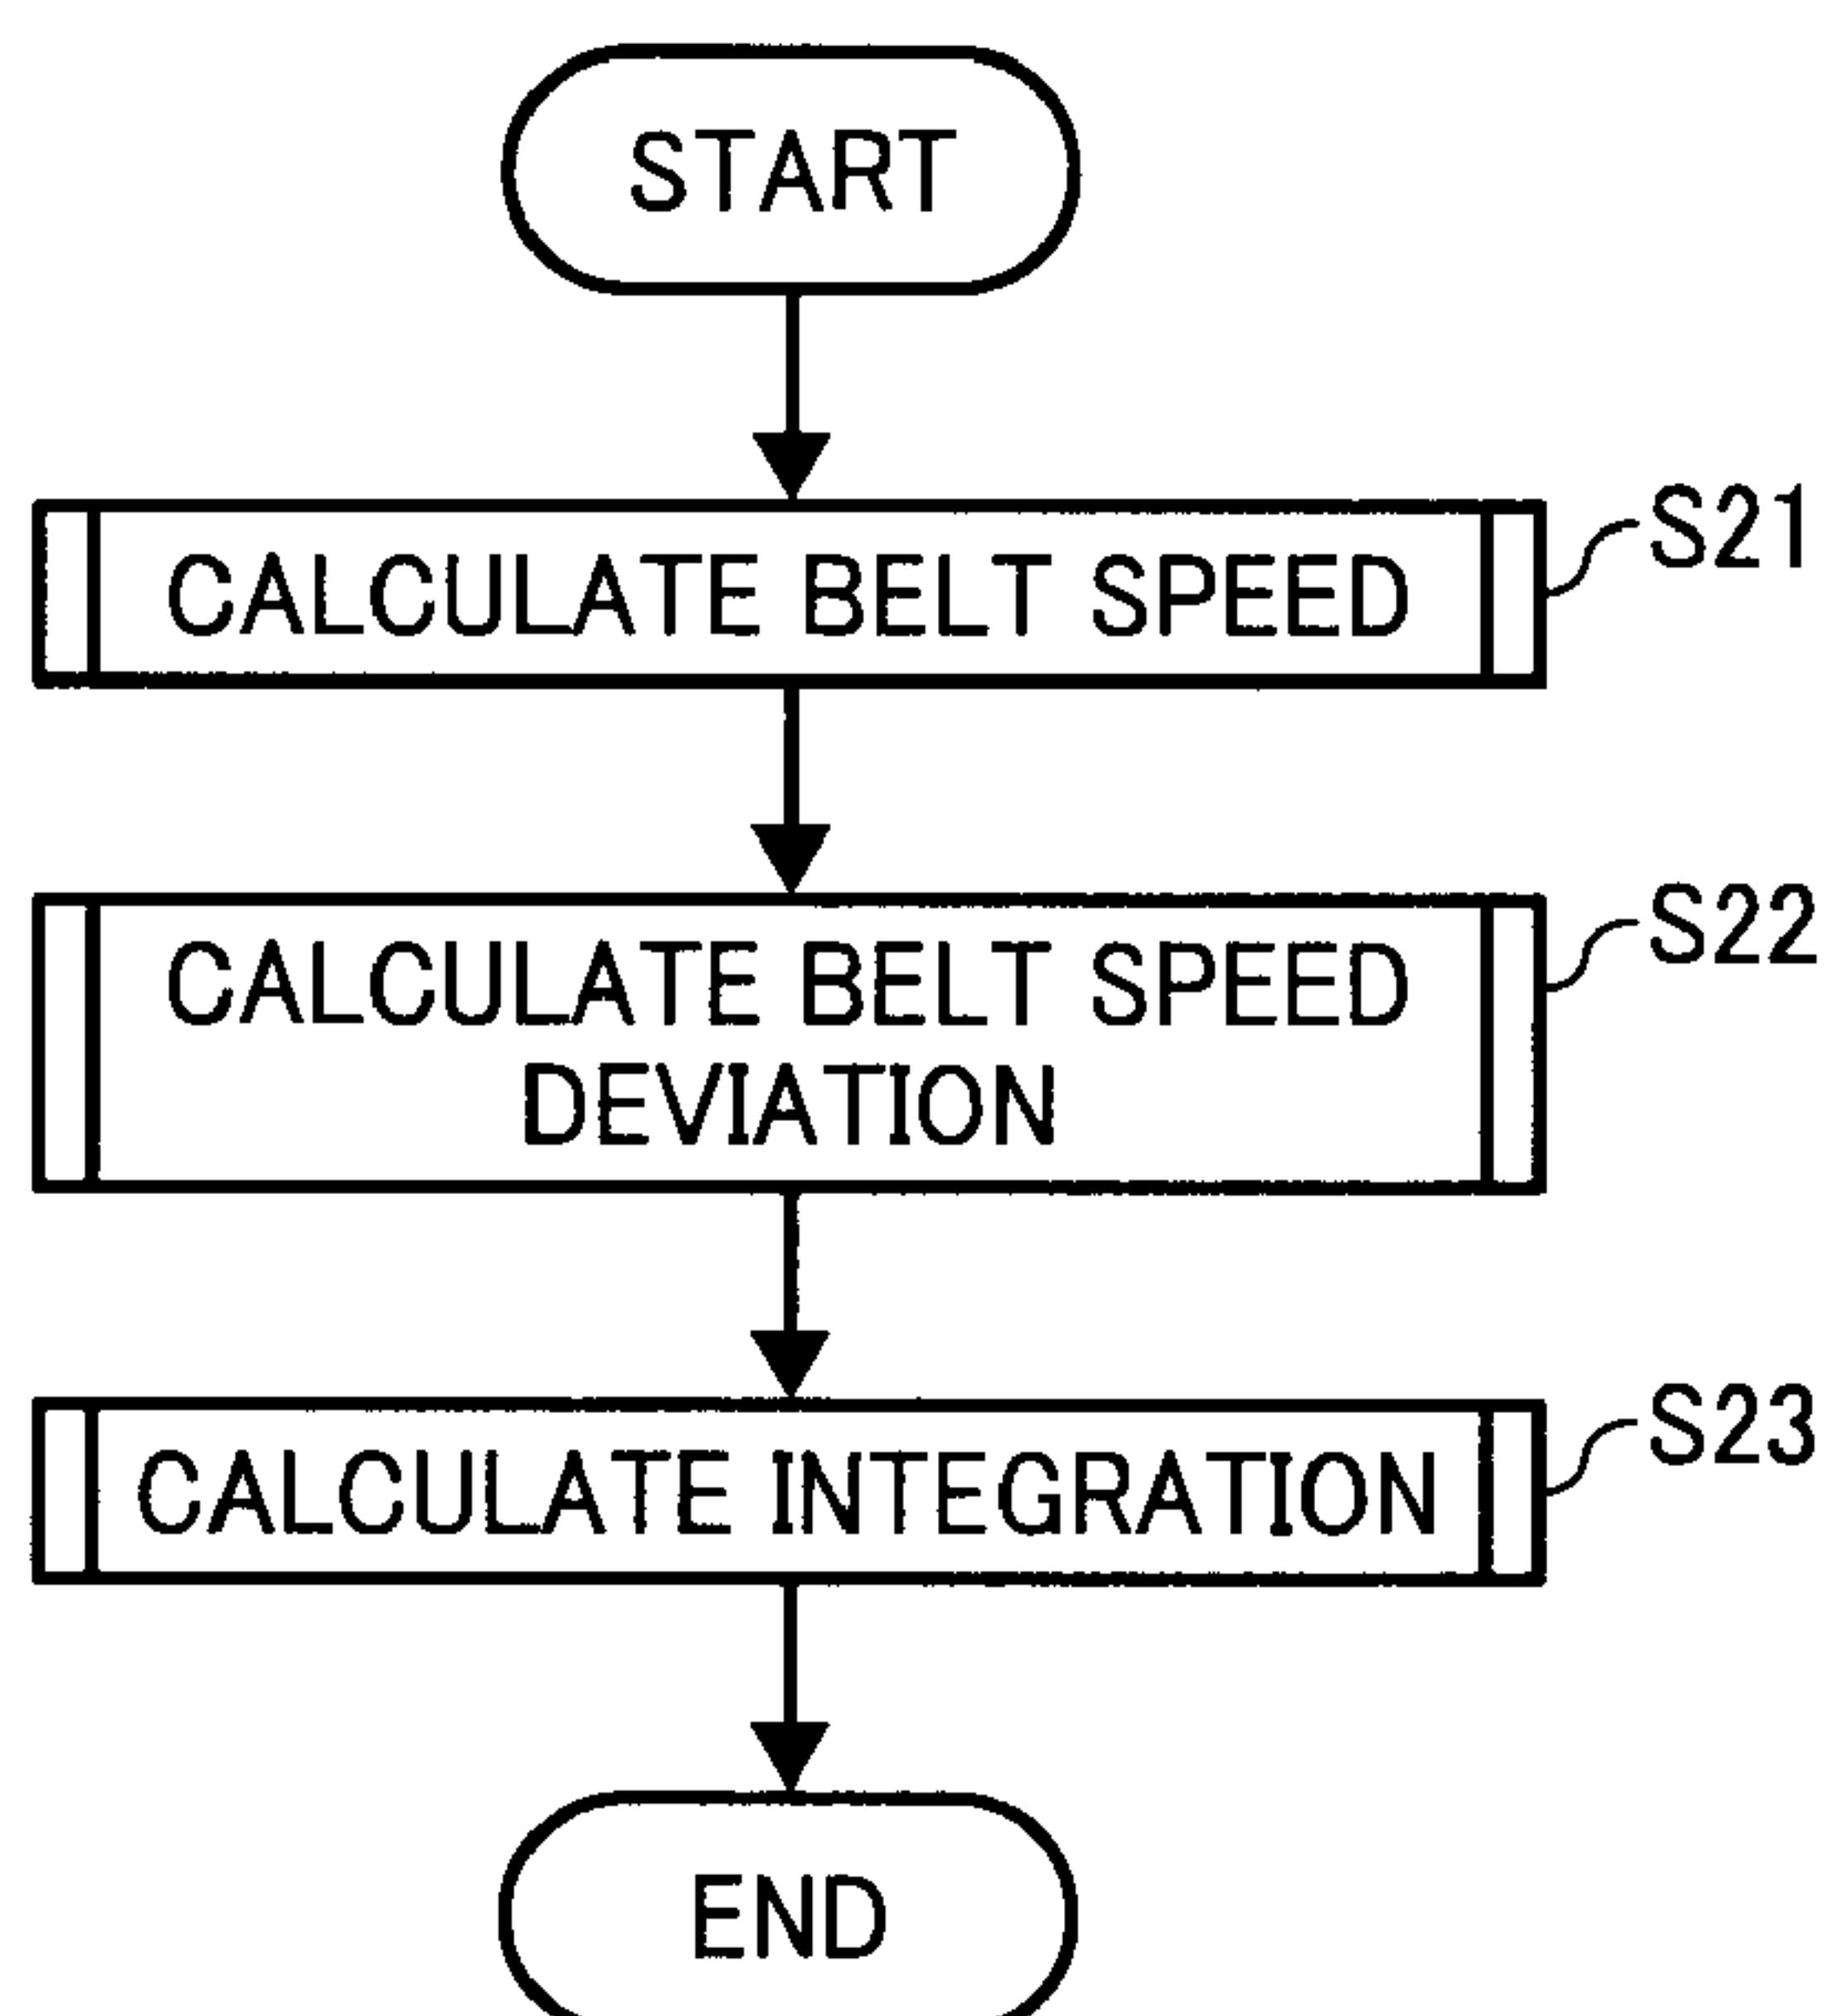 START
S21
CALCULATE BELT SPEED
S22
CALCULATE BELT SPEED
DEVIATION
S23
CALCULATE INTEGRATION
END